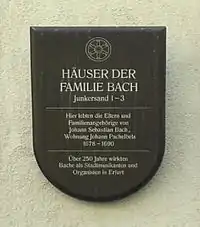 HÄUSER DER
FAMILIE BACH
Junkersand 1-3
Hier lebten die Eltern und
Familienangehörige von
Johann Sebastian Bach,
Wohnung Johann Pachelbels
1678 - 1690
Über 250 Jahre wirkten
Bache als Stadtmusikanten und
Organisten in Erfurt